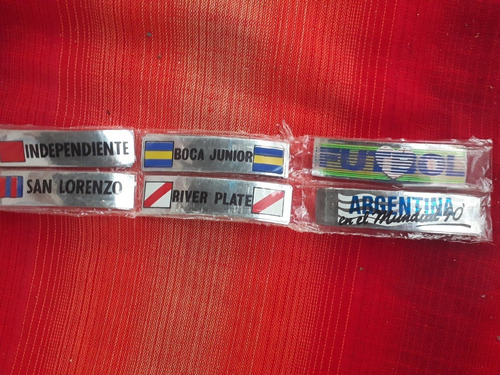 INDEPENDIENTE
BOCA JUNIOR
FUTBOL
SAN LORENZO
RIVER PLATE
ARGENTINA
en el Mundial 90'